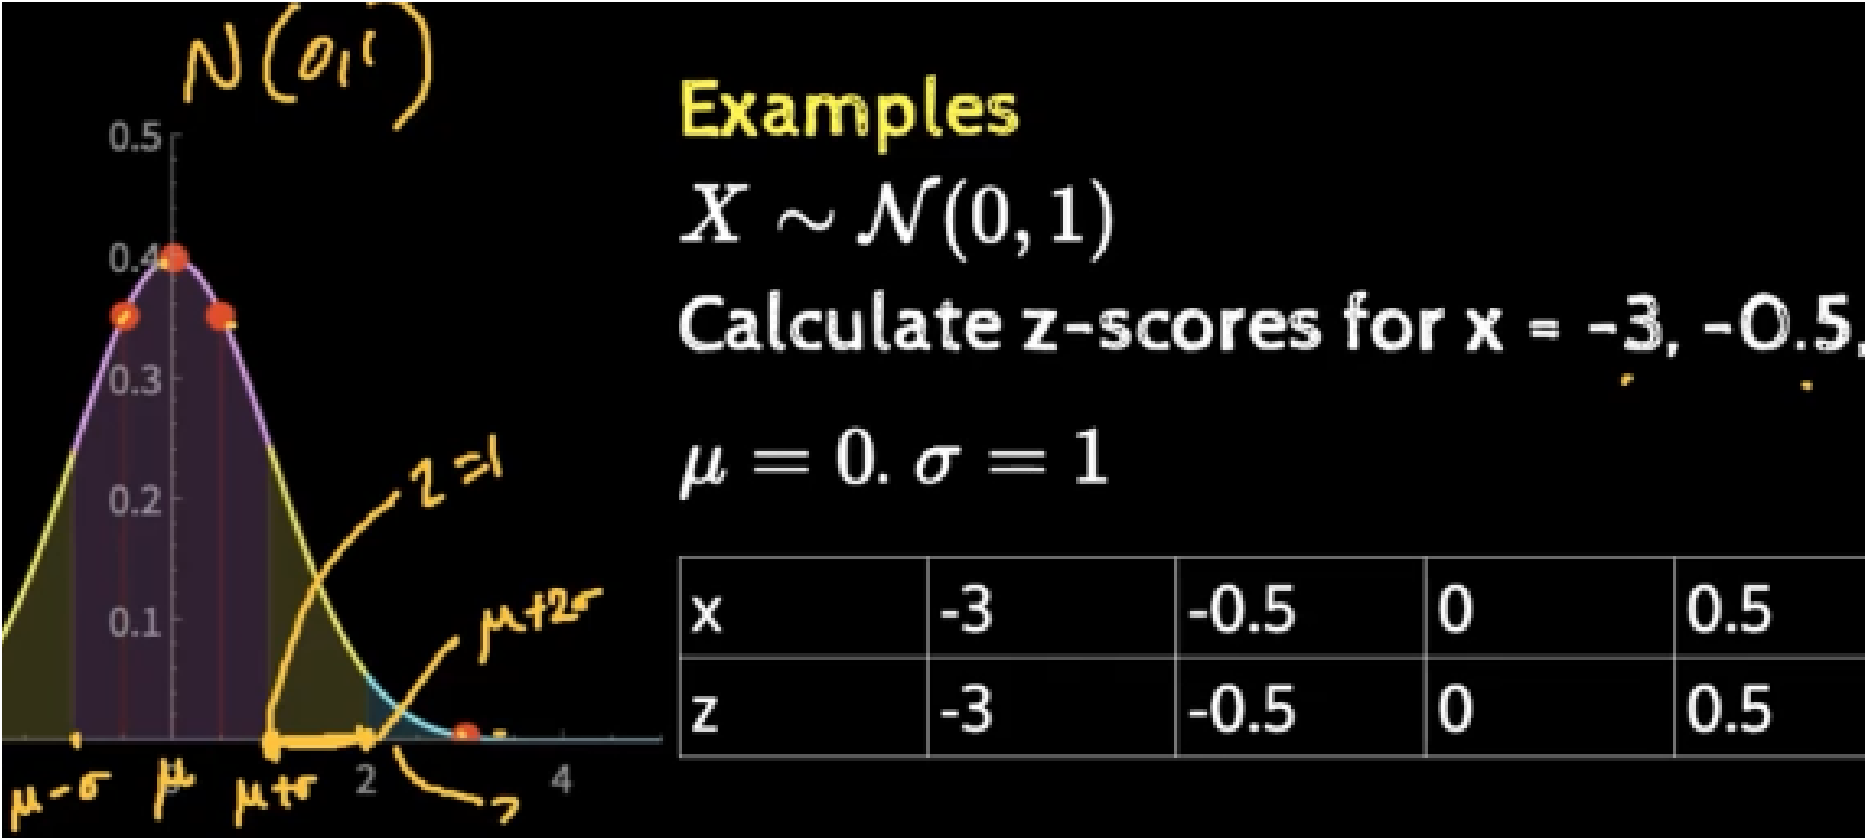 N(0,1)
0.5
0.4
0.3
0.2
0.1
2
4
z=1
μ+2σ
μ-σ
μ
μ+σ
Examples
X ∼ N(0, 1)
Calculate z-scores for x = -3, -0.5,
μ = 0. σ = 1
x -3 -0.5 0 0.5
z -3 -0.5 0 0.5